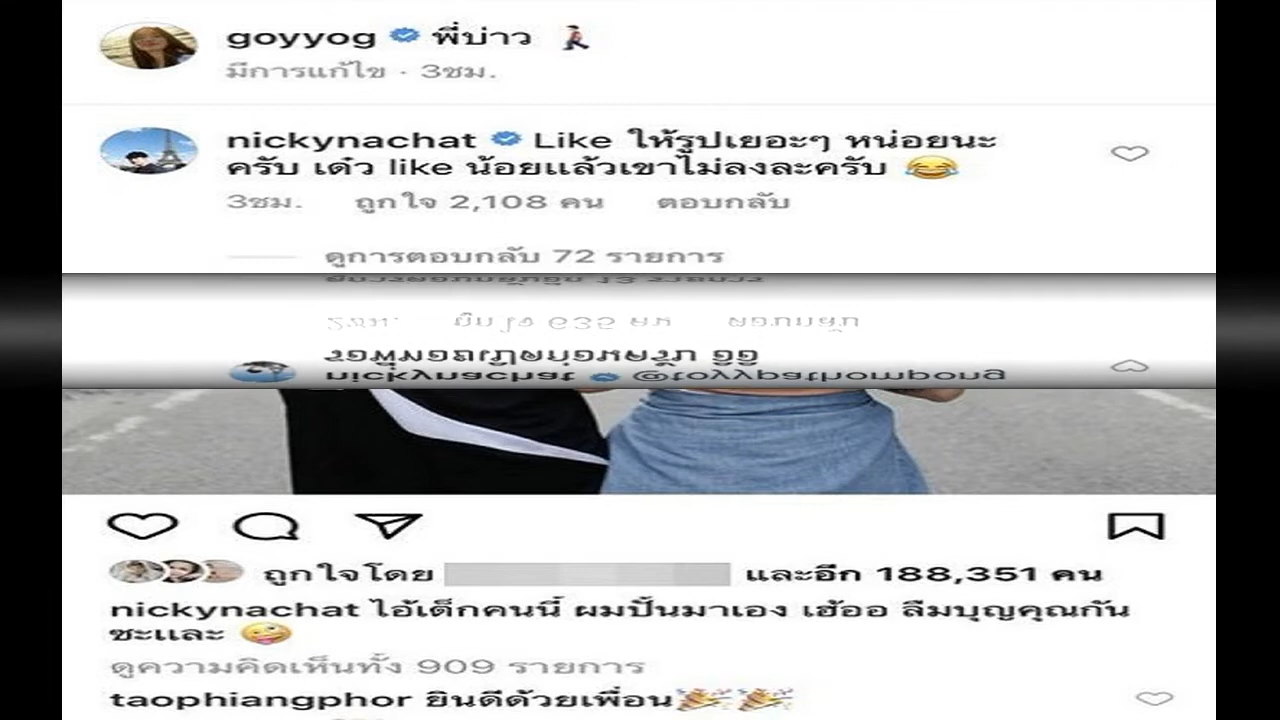 goyyog พี่บ่าว 🚶
มีการแก้ไข · 3ชม.
nickynachat Like ให้รูปเยอะๆ หน่อยนะ
ครับ เด๋ว like น้อยแล้วเขาไม่ลงละครับ 😂
3ชม. ถูกใจ 2,108 คน ตอบกลับ
ดูการตอบกลับ 72 รายการ
ถูกใจโดย และอีก 188,351 คน
nickynachat ไอ้เด็กคนนี้ ผมปั้นมาเอง เฮ้ออ ลืมบุญคุณกัน
ซะและ 🤪
ดูความคิดเห็นทั้ง 909 รายการ
taophiangphor ยินดีด้วยเพื่อน🎉🎉